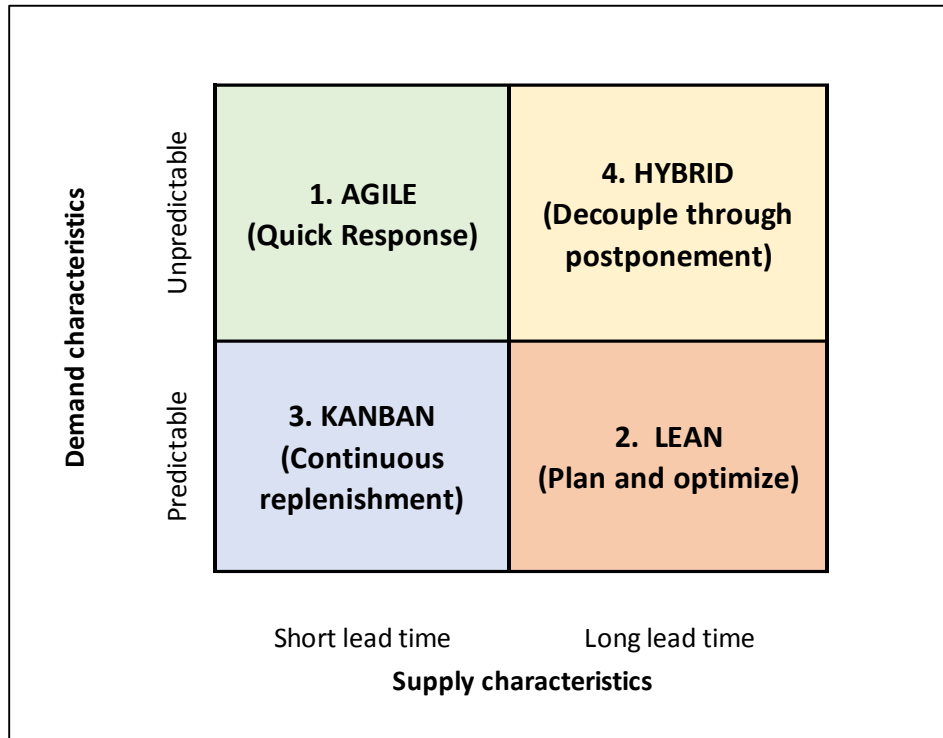 Demand characteristics
Unpredictable
Predictable
1. AGILE
(Quick Response)
4. HYBRID
(Decouple through
postponement)
3. KANBAN
(Continuous
replenishment)
2. LEAN
(Plan and optimize)
Short lead time
Long lead time
Supply characteristics